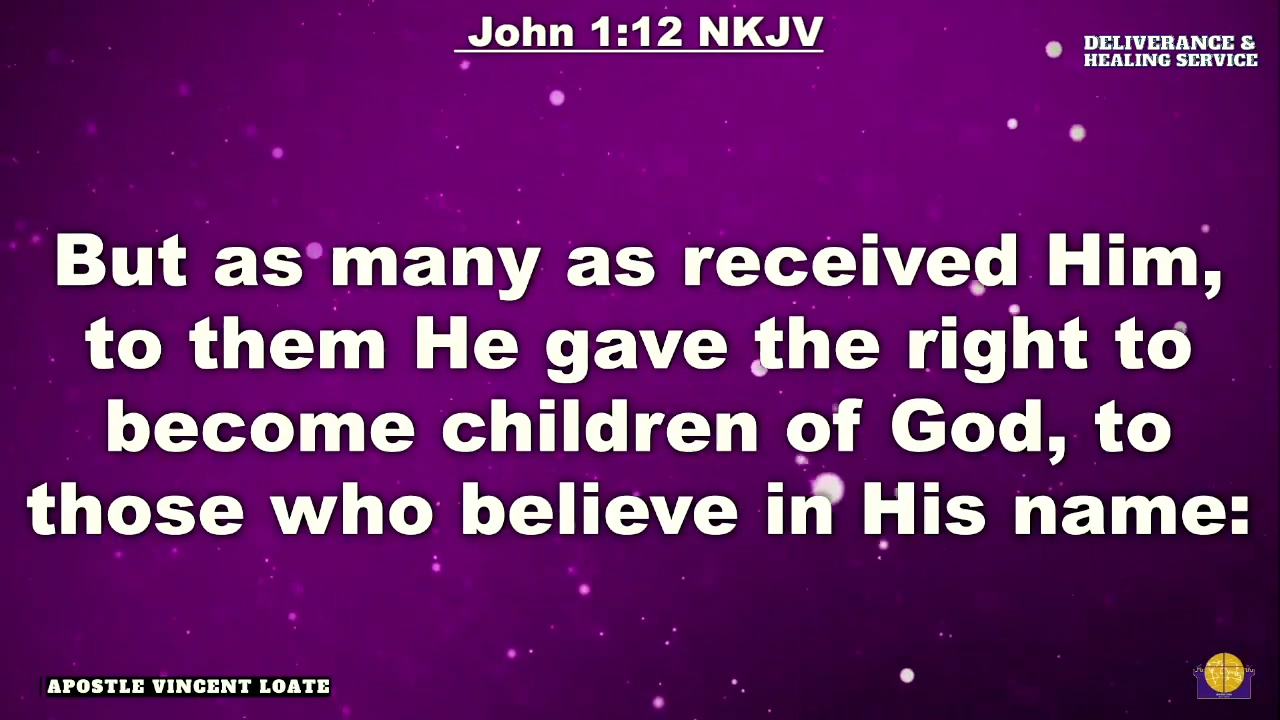 John 1:12 NKJV
DELIVERANCE &
HEALING SERVICE
But as many as received Him,
to them He gave the right to
become children of God, to
those who believe in His name:
APOSTLE VINCENT LOATE